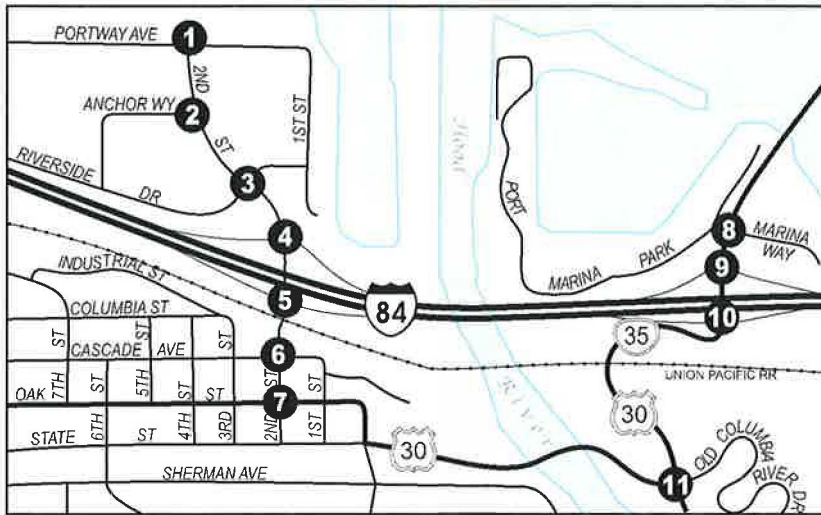 PORTWAY AVE
1
2ND
ST
1ST ST
ANCHOR WY
2
3
RIVERSIDE
DR
4
INDUSTRIAL ST
5
84
COLUMBIA ST
CASCADE AVE
6
OAK
7TH
ST
ST
5TH
ST
ST
7
STATE
6TH
ST
4TH
ST
3RD
ST
2ND
ST
1ST
ST
30
SHERMAN AVE
Hood
River
PORT
MARINA
PARK
8
MARINA
WAY
9
10
35
UNION PACIFIC RR
30
OLD COLUMBIA
RIVER DR
11